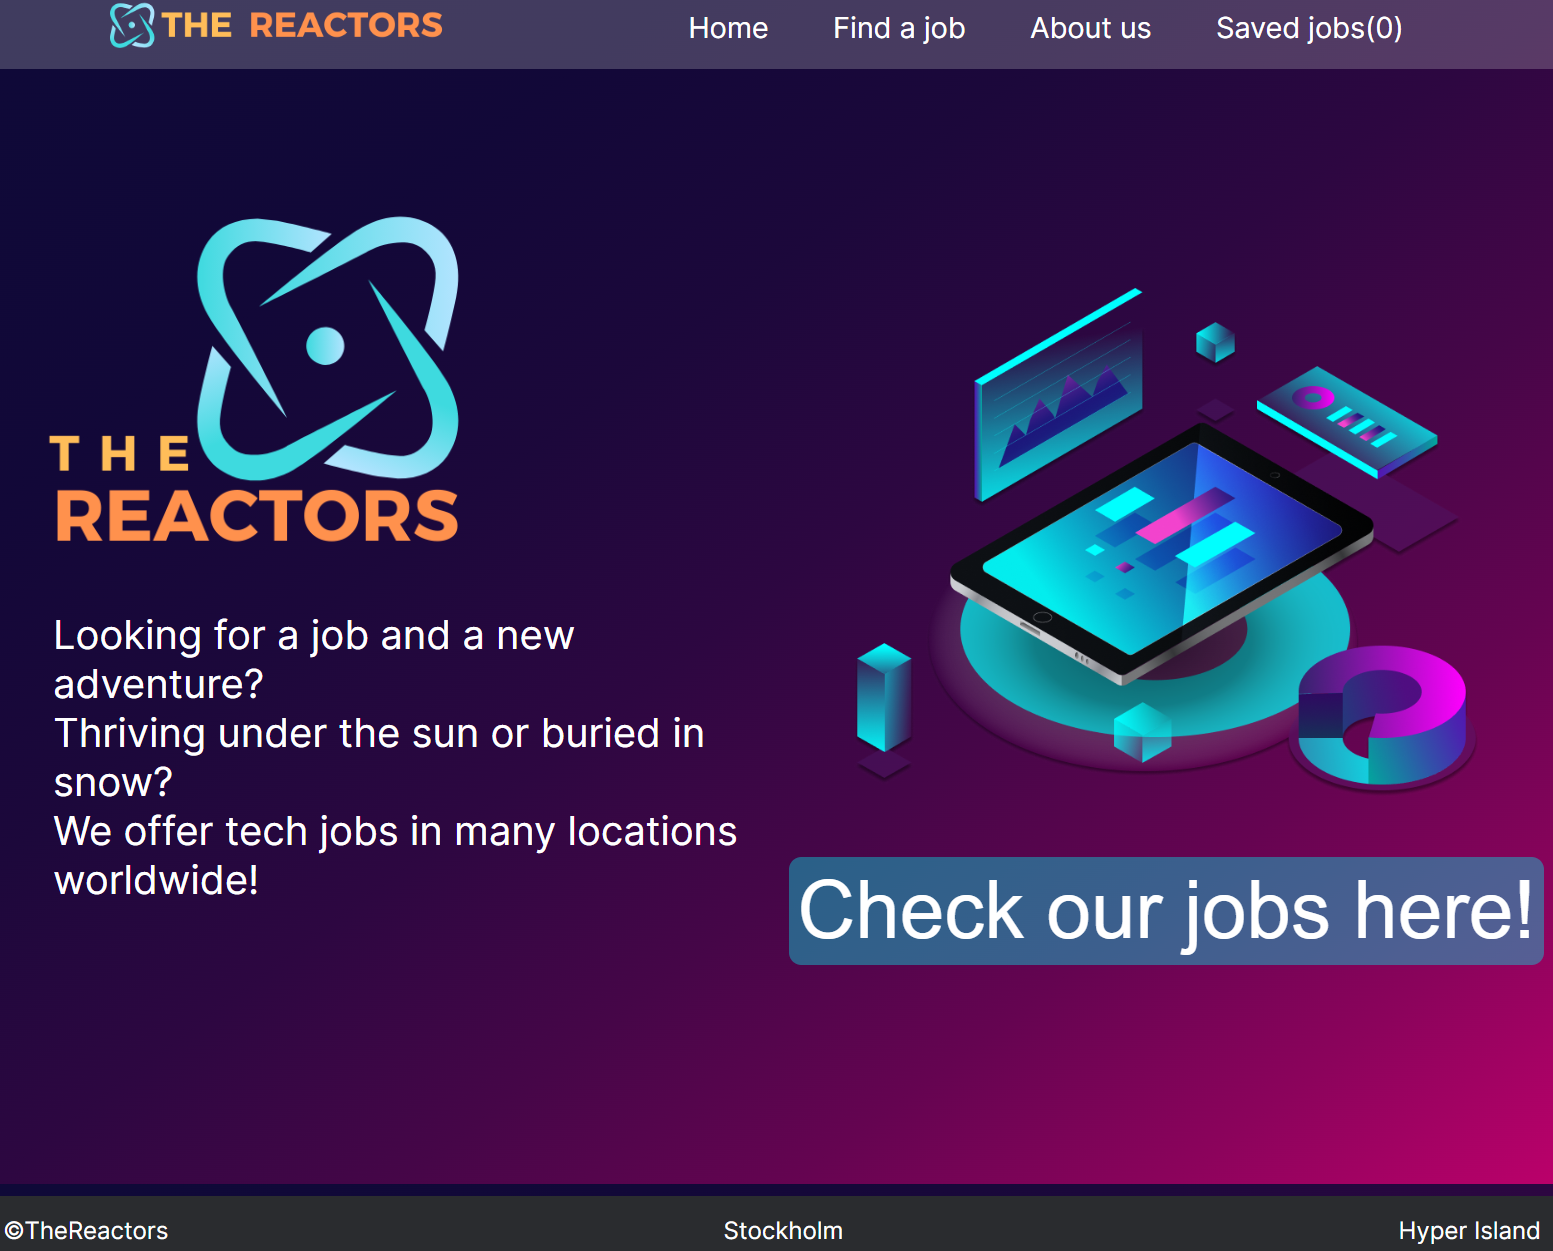 THE REACTORS
Home Find a job About us Saved jobs(0)
THE
REACTORS
Looking for a job and a new
adventure?
Thriving under the sun or buried in
snow?
We offer tech jobs in many locations
worldwide!
Check our jobs here!
©TheReactors Stockholm Hyper Island